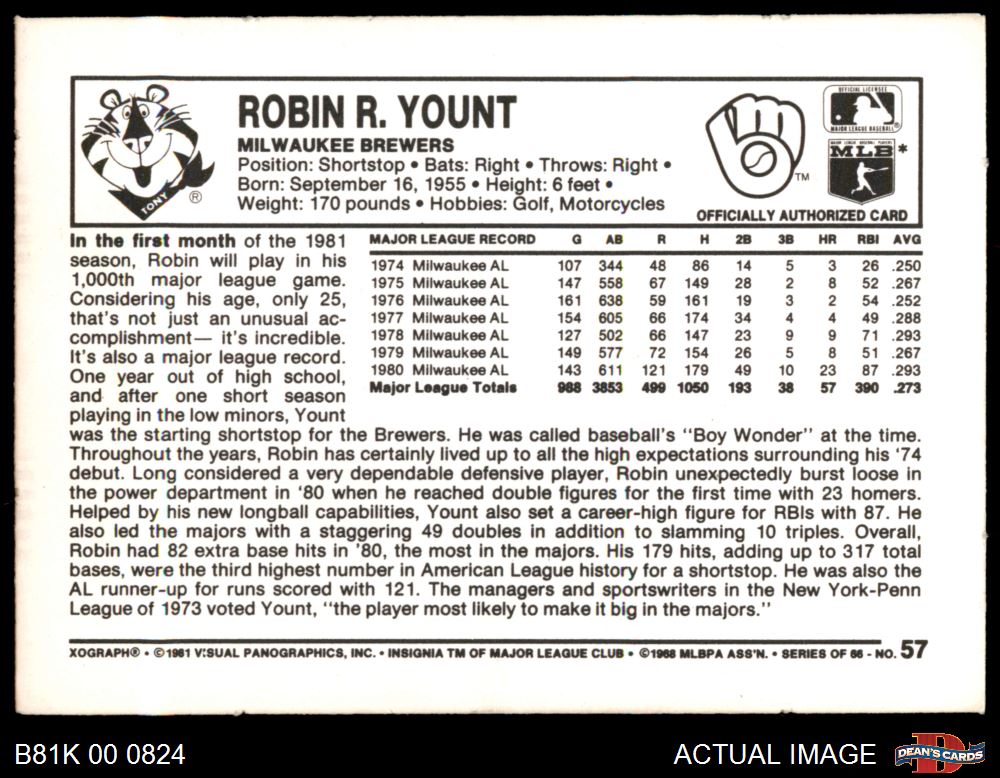 ROBIN R. YOUNT
MILWAUKEE BREWERS
Position: Shortstop • Bats: Right • Throws: Right •
Born: September 16, 1955 • Height: 6 feet •
Weight: 170 pounds • Hobbies: Golf, Motorcycles
TONY ®
TM
OFFICIAL LICENSEE
MAJOR LEAGUE BASEBALL®
MLB *
OFFICIALLY AUTHORIZED CARD
In the first month of the 1981
season, Robin will play in his
1,000th major league game.
Considering his age, only 25,
that's not just an unusual ac-
complishment— it's incredible.
It's also a major league record.
One year out of high school,
and after one short season
playing in the low minors, Yount
MAJOR LEAGUE RECORD G AB R H 2B 3B HR RBI AVG
1974 Milwaukee AL 107 344 48 86 14 5 3 26 .250
1975 Milwaukee AL 147 558 67 149 28 2 8 52 .267
1976 Milwaukee AL 161 638 59 161 19 3 2 54 .252
1977 Milwaukee AL 154 605 66 174 34 4 4 49 .288
1978 Milwaukee AL 127 502 66 147 23 9 9 71 .293
1979 Milwaukee AL 149 577 72 154 26 5 8 51 .267
1980 Milwaukee AL 143 611 121 179 49 10 23 87 .293
Major League Totals 988 3853 499 1050 193 38 57 390 .273
was the starting shortstop for the Brewers. He was called baseball's "Boy Wonder" at the time.
Throughout the years, Robin has certainly lived up to all the high expectations surrounding his '74
debut. Long considered a very dependable defensive player, Robin unexpectedly burst loose in
the power department in '80 when he reached double figures for the first time with 23 homers.
Helped by his new longball capabilities, Yount also set a career-high figure for RBIs with 87. He
also led the majors with a staggering 49 doubles in addition to slamming 10 triples. Overall,
Robin had 82 extra base hits in '80, the most in the majors. His 179 hits, adding up to 317 total
bases, were the third highest number in American League history for a shortstop. He was also the
AL runner-up for runs scored with 121. The managers and sportswriters in the New York-Penn
League of 1973 voted Yount, "the player most likely to make it big in the majors."
XOGRAPH® • ©1981 VISUAL PANOGRAPHICS, INC. • INSIGNIA TM OF MAJOR LEAGUE CLUB • ©1968 MLBPA ASS'N. • SERIES OF 66 - NO. 57
B81K 00 0824
ACTUAL IMAGE
DEAN'S CARDS